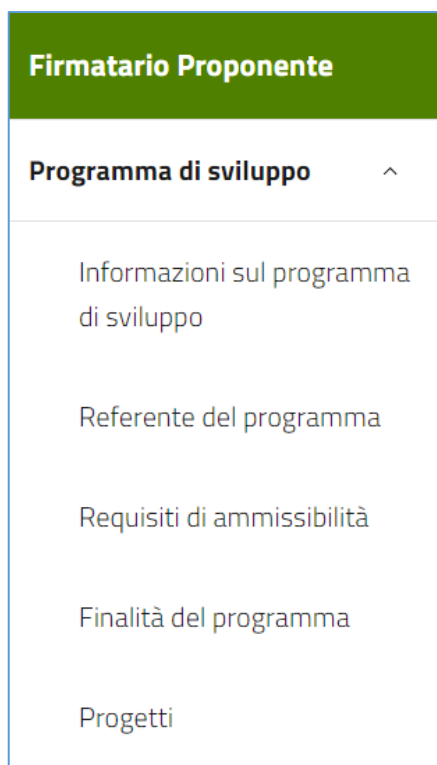 Firmatario Proponente
Programma di sviluppo
Informazioni sul programma
di sviluppo
Referente del programma
Requisiti di ammissibilità
Finalità del programma
Progetti